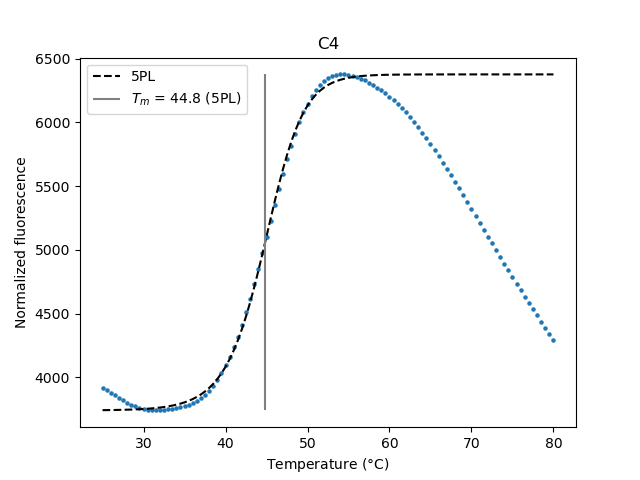 C4
6500
6000
5500
5000
4500
4000
30 40 50 60 70 80
Normalized fluorescence
Temperature (°C)
5PL
Tm = 44.8 (5PL)